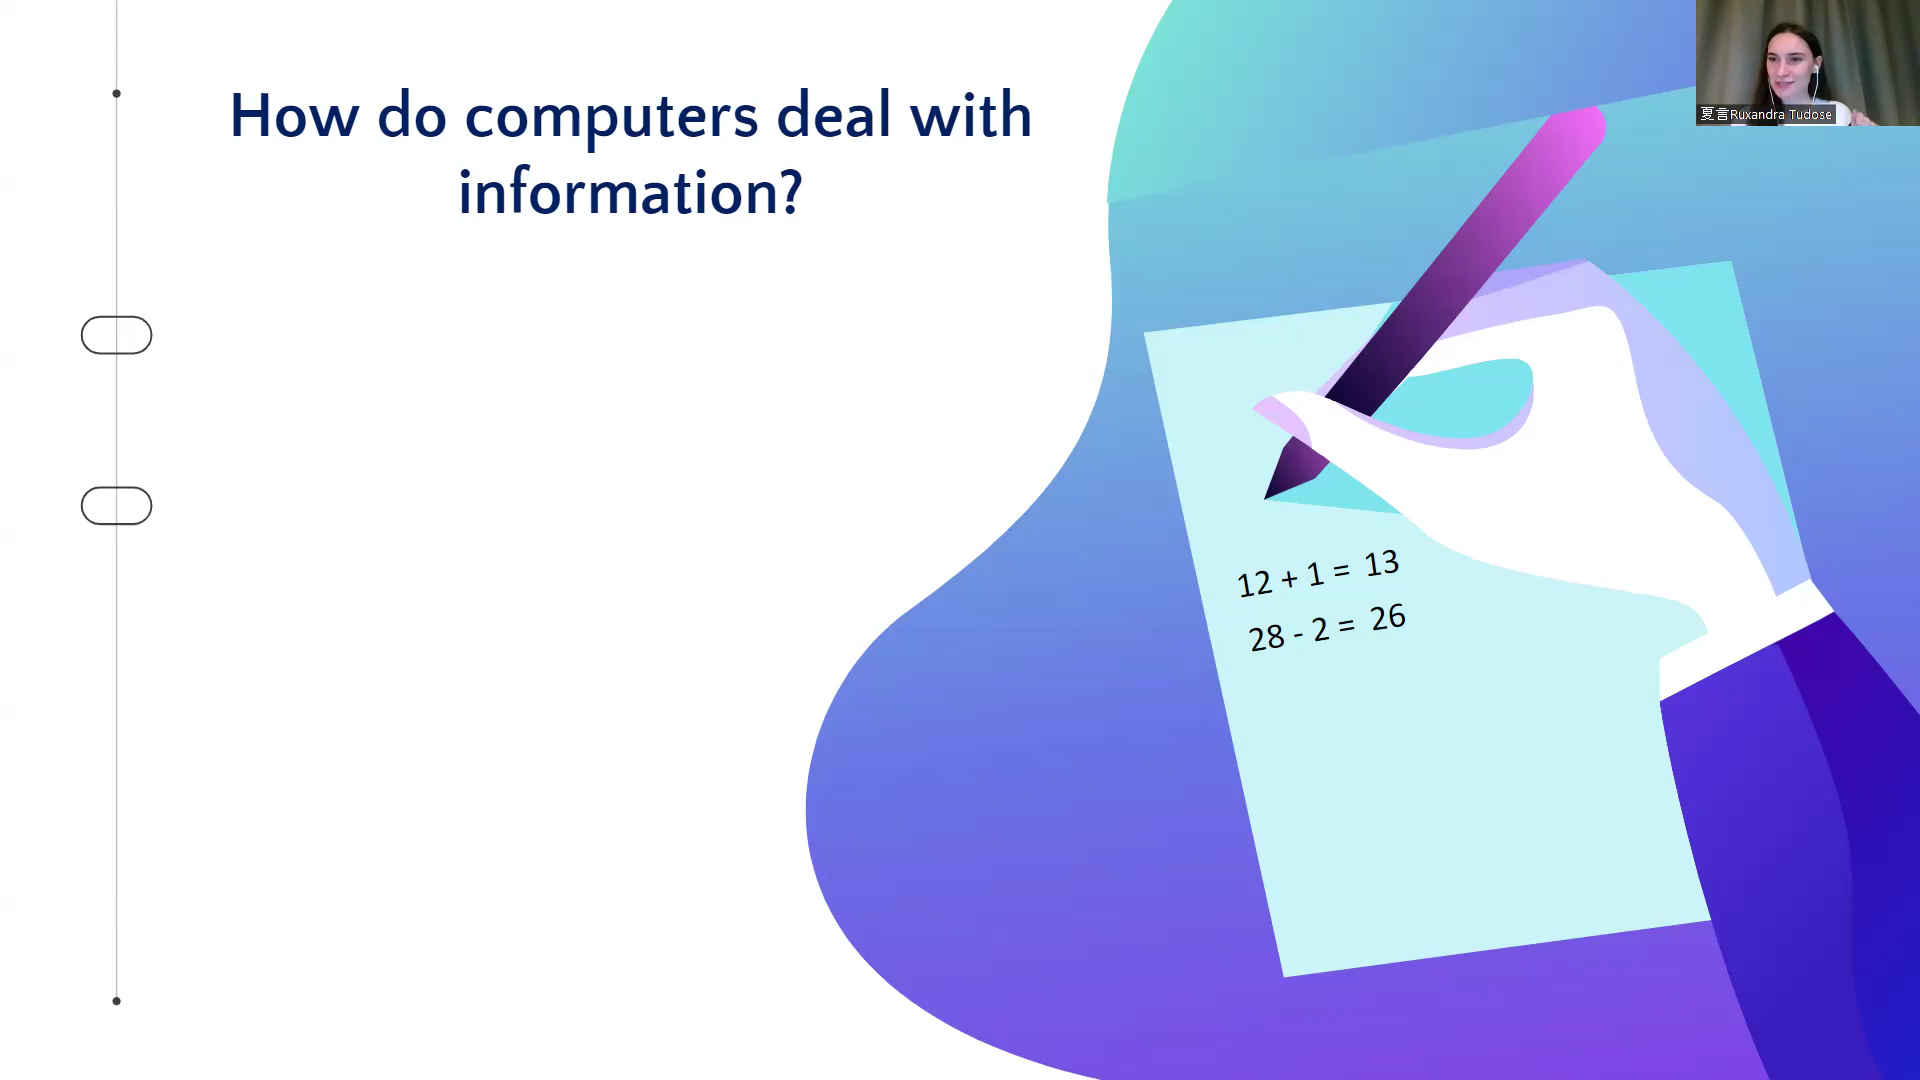 How do computers deal with
information?
夏言Ruxandra Tudose
12 + 1 = 13
28 - 2 = 26